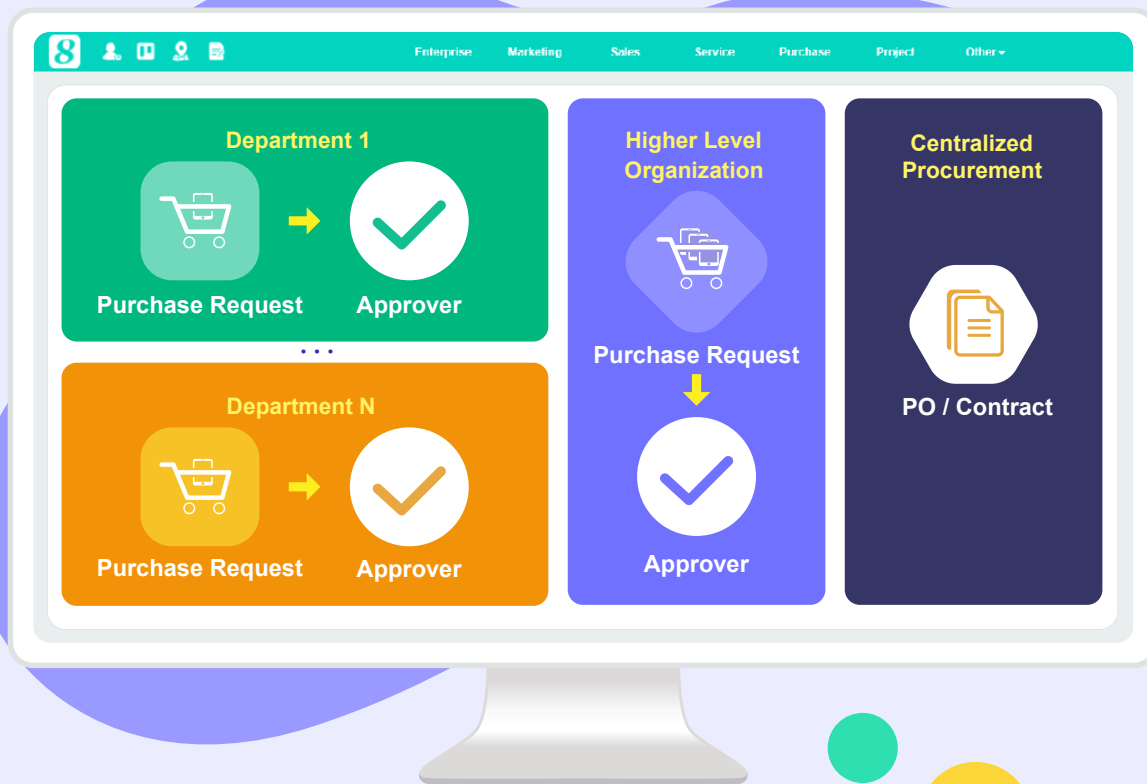 8
Enterprise Marketing Sales Service Purchase Project Other
Department 1
Purchase Request
Approver
...
Department N
Purchase Request
Approver
Higher Level
Organization
Purchase Request
Approver
Centralized
Procurement
PO / Contract